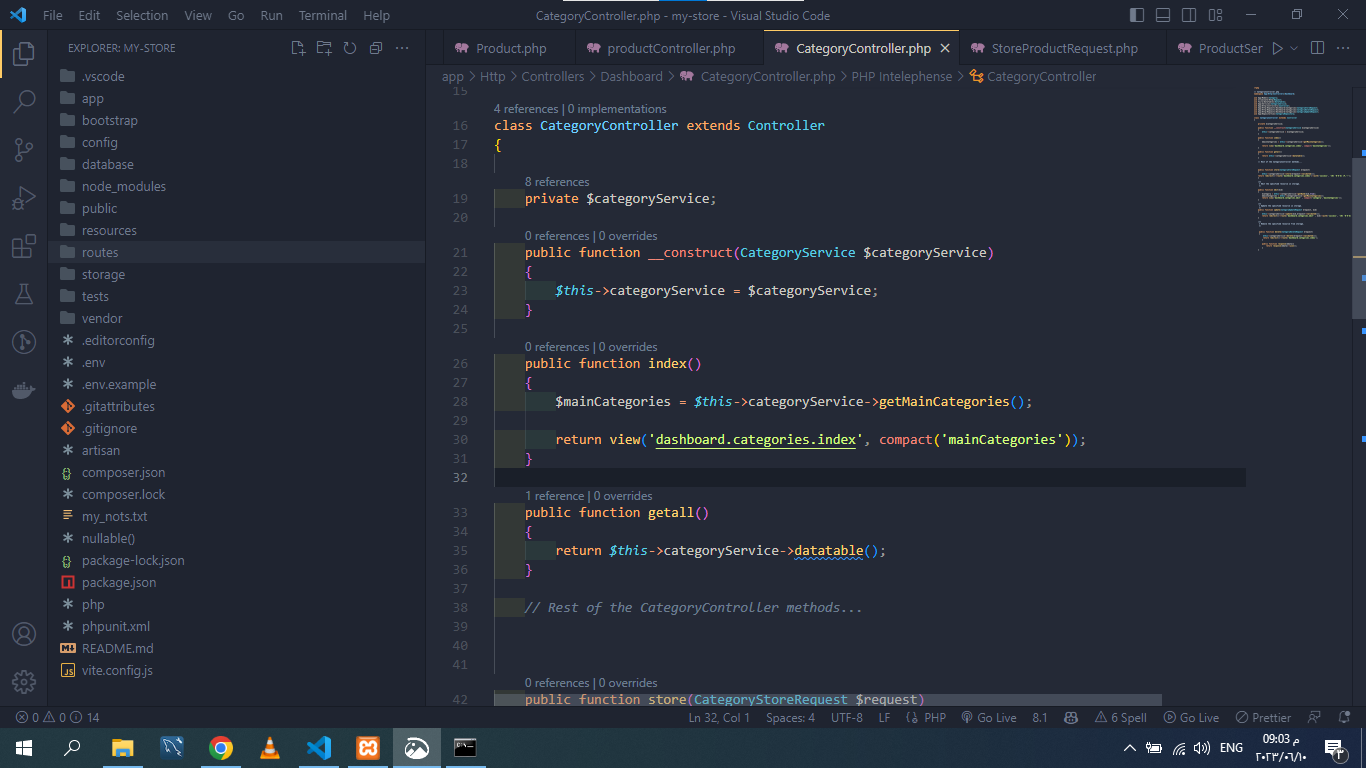 File Edit Selection View Go Run Terminal Help
CategoryController.php - my-store - Visual Studio Code
EXPLORER: MY-STORE
.vscode
app
bootstrap
config
database
node_modules
public
resources
routes
storage
tests
vendor
.editorconfig
.env
.env.example
.gitattributes
.gitignore
artisan
composer.json
composer.lock
my_nots.txt
nullable()
package-lock.json
package.json
php
phpunit.xml
README.md
vite.config.js
Product.php productController.php CategoryController.php StoreProductRequest.php ProductSer
app > Http > Controllers > Dashboard > CategoryController.php > PHP Intelephense > CategoryController
15
4 references | 0 implementations
16 class CategoryController extends Controller
17 {
18
8 references
19 private $categoryService;
20
0 references | 0 overrides
21 public function __construct(CategoryService $categoryService)
22 {
23 $this->categoryService = $categoryService;
24 }
25
0 references | 0 overrides
26 public function index()
27 {
28 $mainCategories = $this->categoryService->getMainCategories();
29
30 return view('dashboard.categories.index', compact('mainCategories'));
31 }
32
1 reference | 0 overrides
33 public function getall()
34 {
35 return $this->categoryService->datatable();
36 }
37
38 // Rest of the CategoryController methods...
39
40
41
0 references | 0 overrides
42 public function store(CategoryStoreRequest $request)
0 0 14 Ln 32, Col 1 Spaces: 4 UTF-8 LF PHP Go Live 8.1 6 Spell Go Live Prettier
ENG
09:03 م
٢٠٢٣/٠٦/١٠
٣